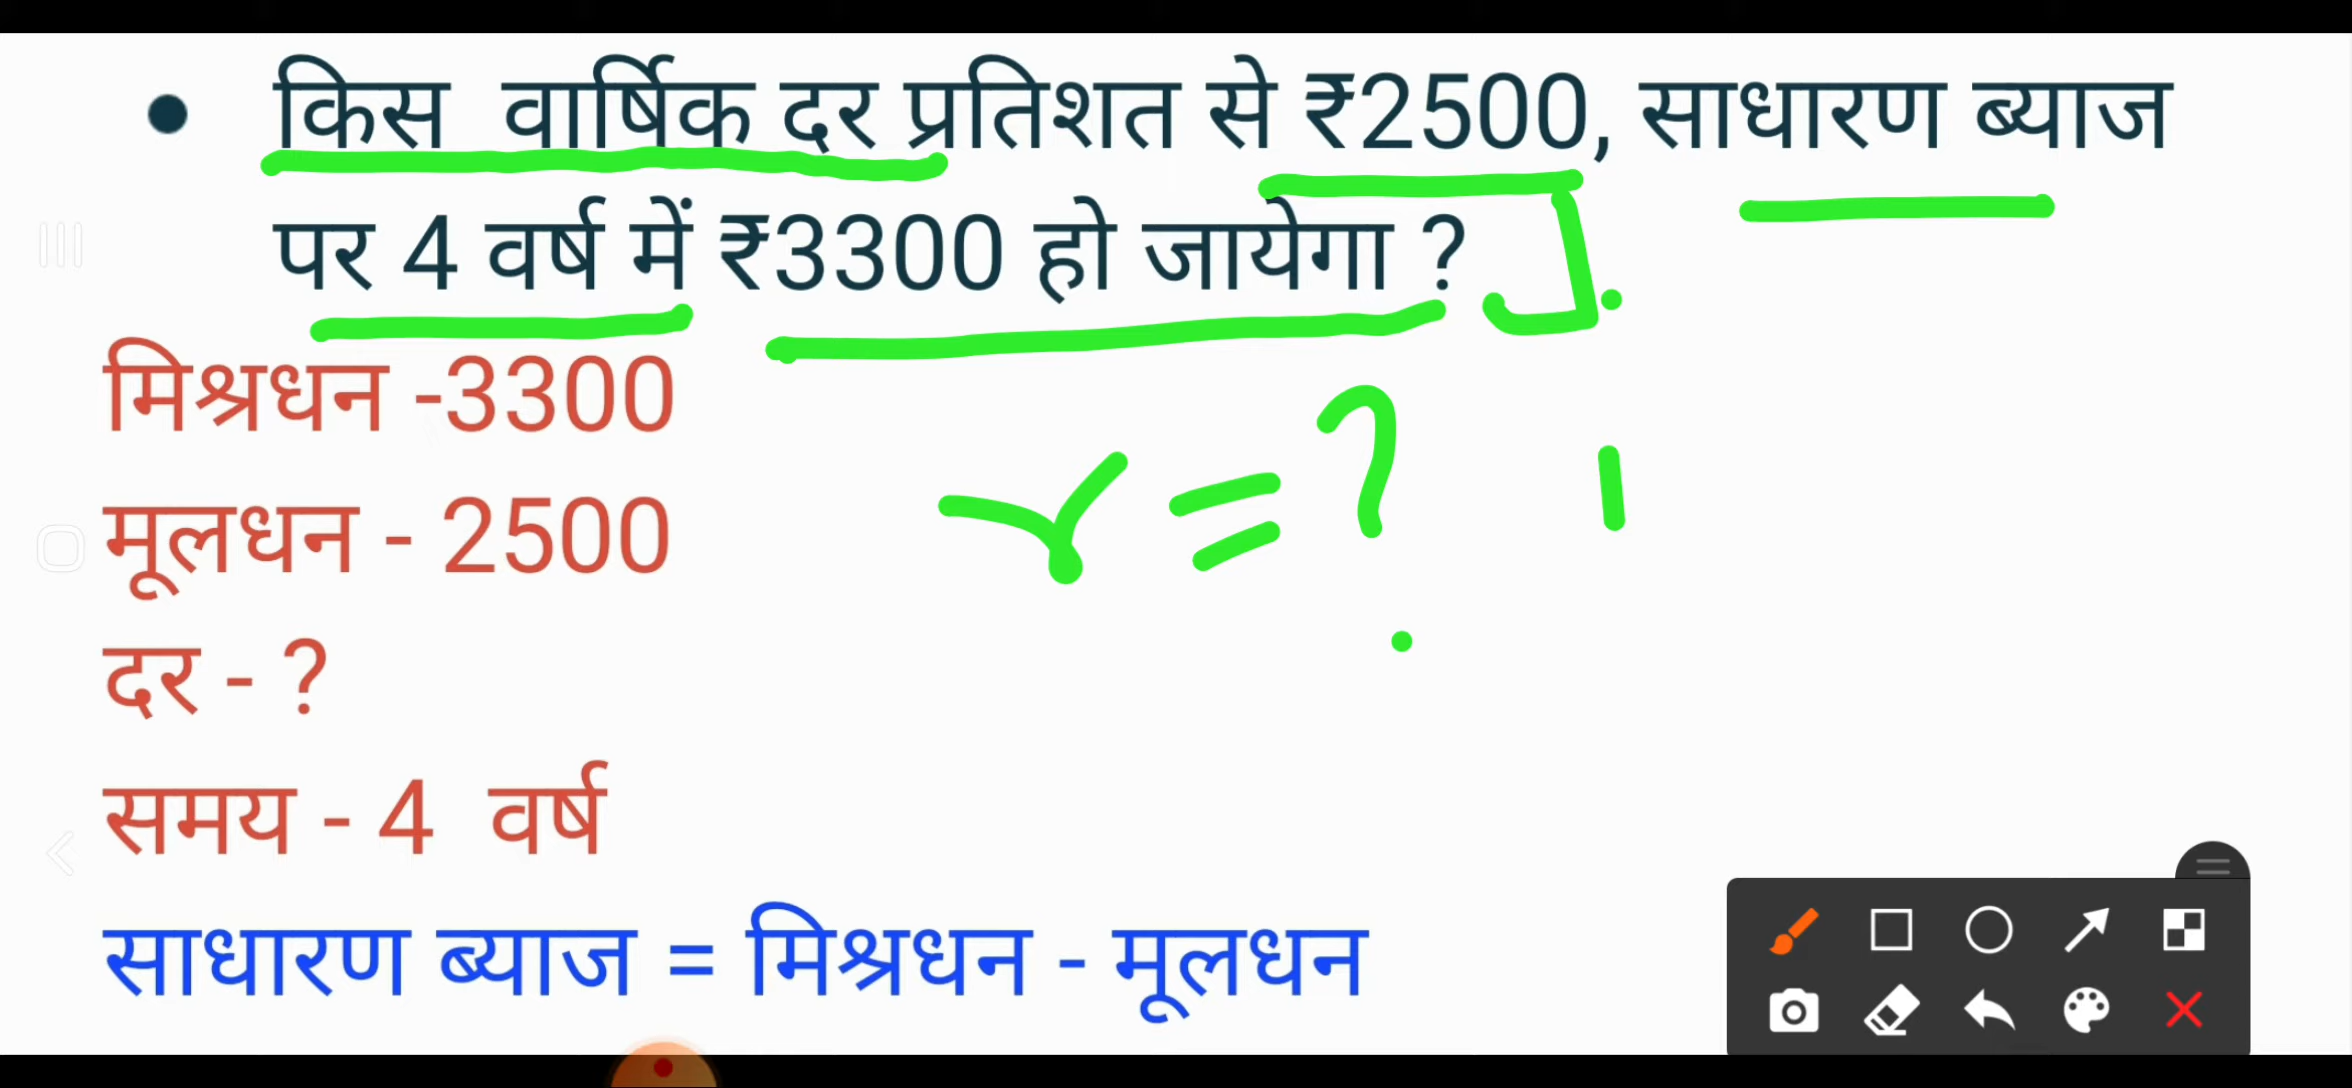 • किस वार्षिक दर प्रतिशत से ₹2500, साधारण ब्याज
पर 4 वर्ष में ₹3300 हो जायेगा ?
मिश्रधन -3300
r = ?
मूलधन - 2500
दर - ?
समय - 4 वर्ष
साधारण ब्याज = मिश्रधन - मूलधन